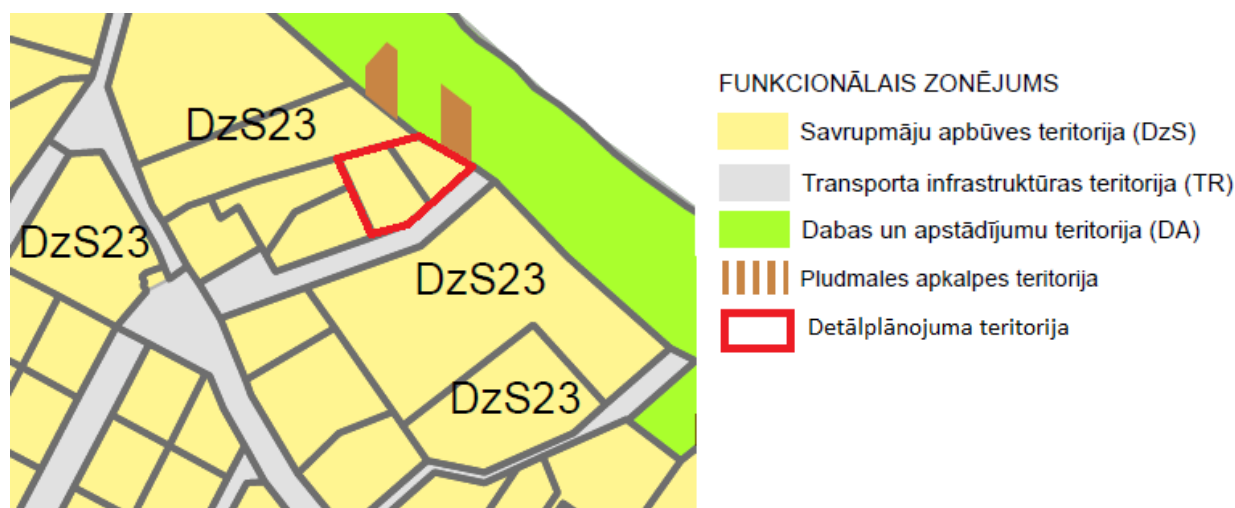 DzS23
DzS23
DzS23
DzS23
FUNKCIONĀLAIS ZONĒJUMS
Savrupmāju apbūves teritorija (DzS)
Transporta infrastruktūras teritorija (TR)
Dabas un apstādījumu teritorija (DA)
Pludmales apkalpes teritorija
Detālplānojuma teritorija